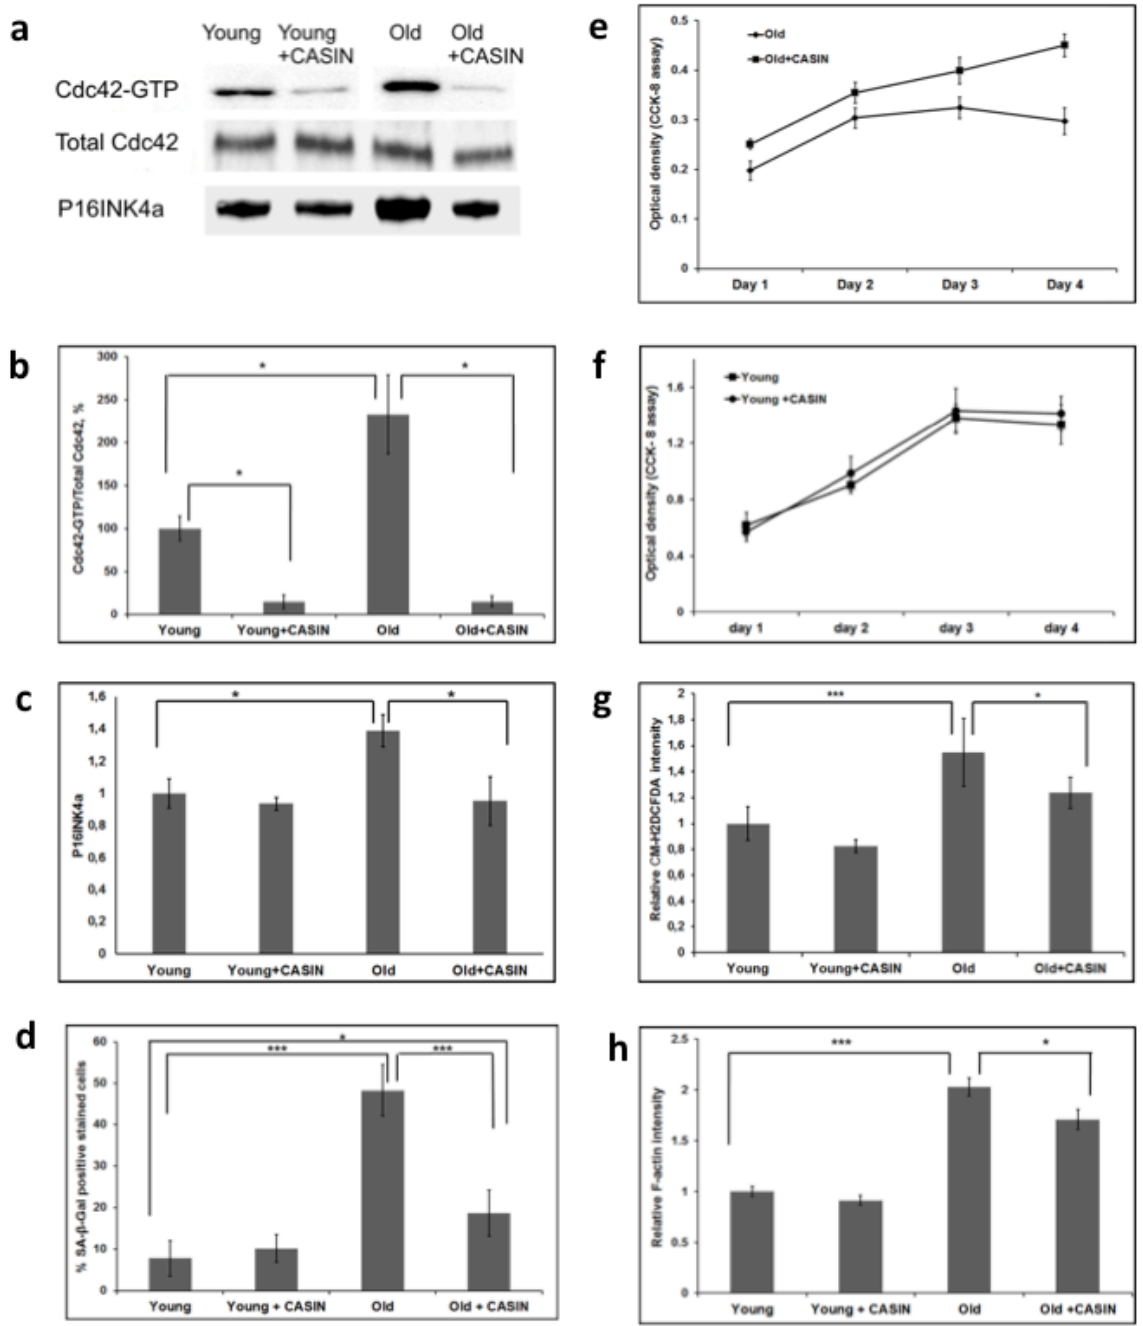 a
Young Young Old Old
+CASIN +CASIN
Cdc42-GTP
Total Cdc42
P16INK4a
b
300
250
200
150
100
50
0
Cdc42-GTP/Total Cdc42, %
* *
*
Young Young+CASIN Old Old+CASIN
c
1,6
1,4
1,2
1
0,8
0,6
0,4
0,2
0
P16INK4a
* *
Young Young+CASIN Old Old+CASIN
d
60
50
40
30
20
10
0
% SA-β-Gal positive stained cells
*
*** ***
Young Young + CASIN Old Old + CASIN
e
0.5
0.4
0.3
0.2
0.1
0
Optical density (CCK-8 assay)
Old
Old+CASIN
Day 1 Day 2 Day 3 Day 4
f
1.6
1.2
0.8
0.4
0
Optical density (CCK- 8 assay)
Young
Young +CASIN
day 1 day 2 day 3 day 4
g
2
1,8
1,6
1,4
1,2
1
0,8
0,6
0,4
0,2
0
Relative CM-H2DCFDA intensity
*** *
Young Young+CASIN Old Old+CASIN
h
2.5
2
1.5
1
0.5
0
Relative F-actin intensity
*** *
Young Young + CASIN Old Old +CASIN